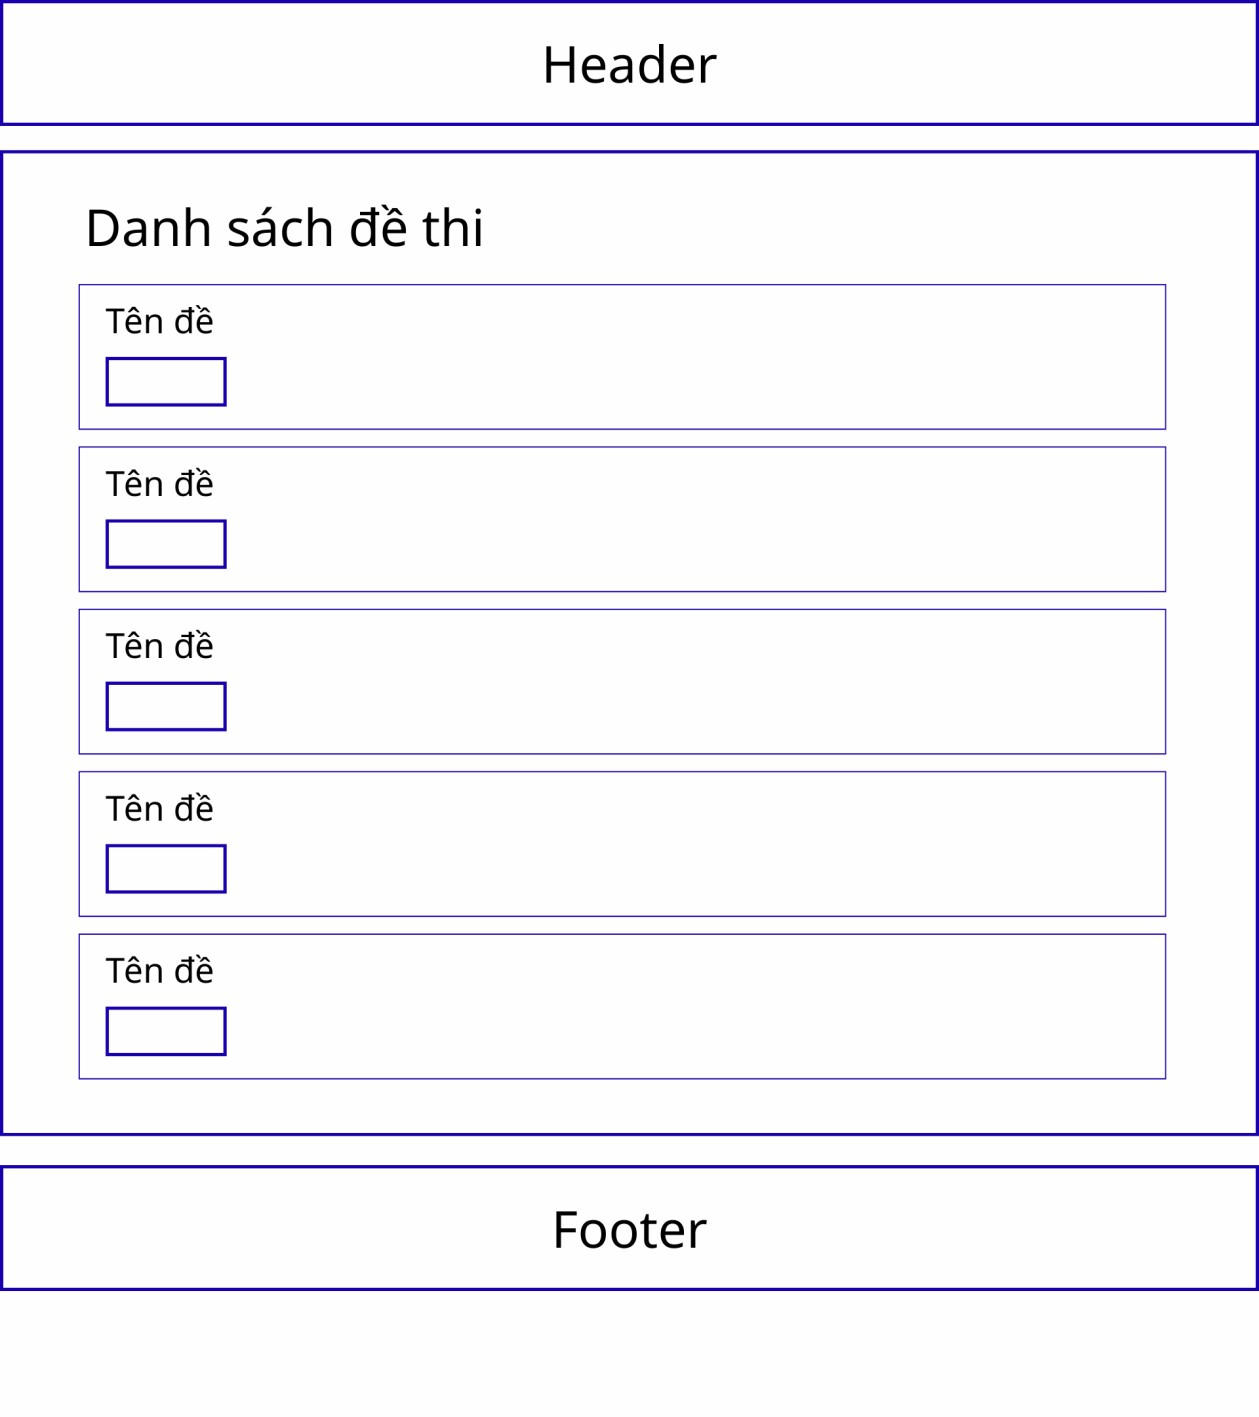 Header
Danh sách đề thi
Tên đề
Tên đề
Tên đề
Tên đề
Tên đề
Footer